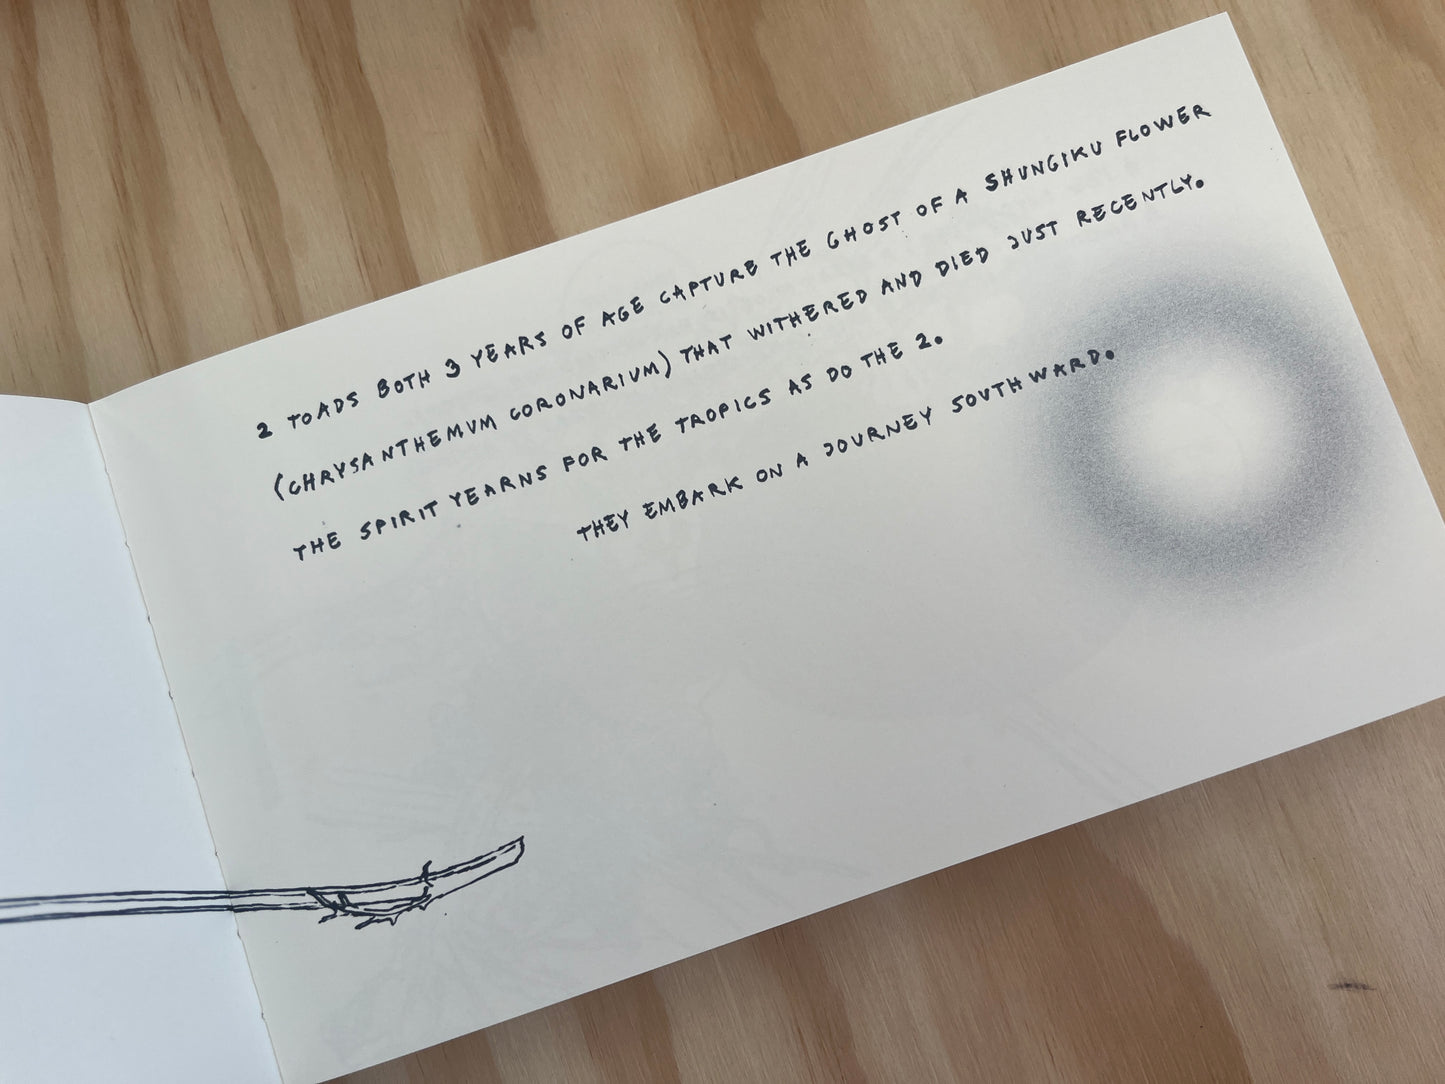 2 TOADS BOTH 3 YEARS OF AGE CAPTURE THE GHOST OF A SHUNGIKU FLOWER
(CHRYSANTHEMUM CORONARIUM) THAT WITHERED AND DIED JUST RECENTLY.
THE SPIRIT YEARNS FOR THE TROPICS AS DO THE 2.
THEY EMBARK ON A JOURNEY SOUTHWARD.